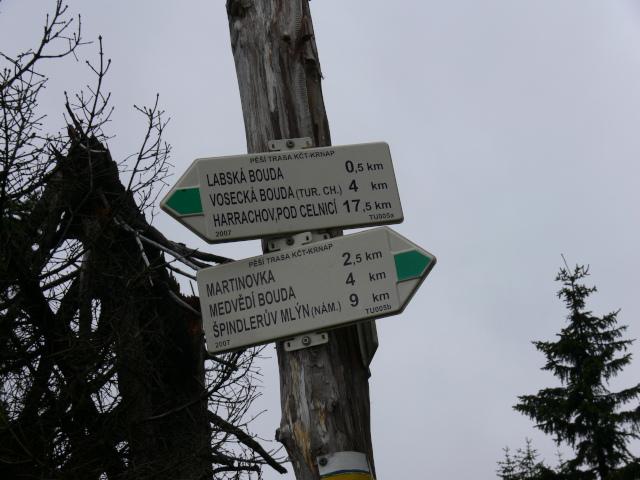 PĚŠÍ TRASA KČT-KRNAP
LABSKÁ BOUDA 0,5 KM
VOSECKÁ BOUDA (TUR. CH.) 4 KM
HARRACHOV,POD CELNICÍ 17,5 KM
2007 TU005a
PĚŠÍ TRASA KČT-KRNAP
MARTINOVKA 2,5 KM
MEDVĚDÍ BOUDA 4 KM
ŠPINDLERŮV MLÝN (NÁM.) 9 KM
2007 TU005b